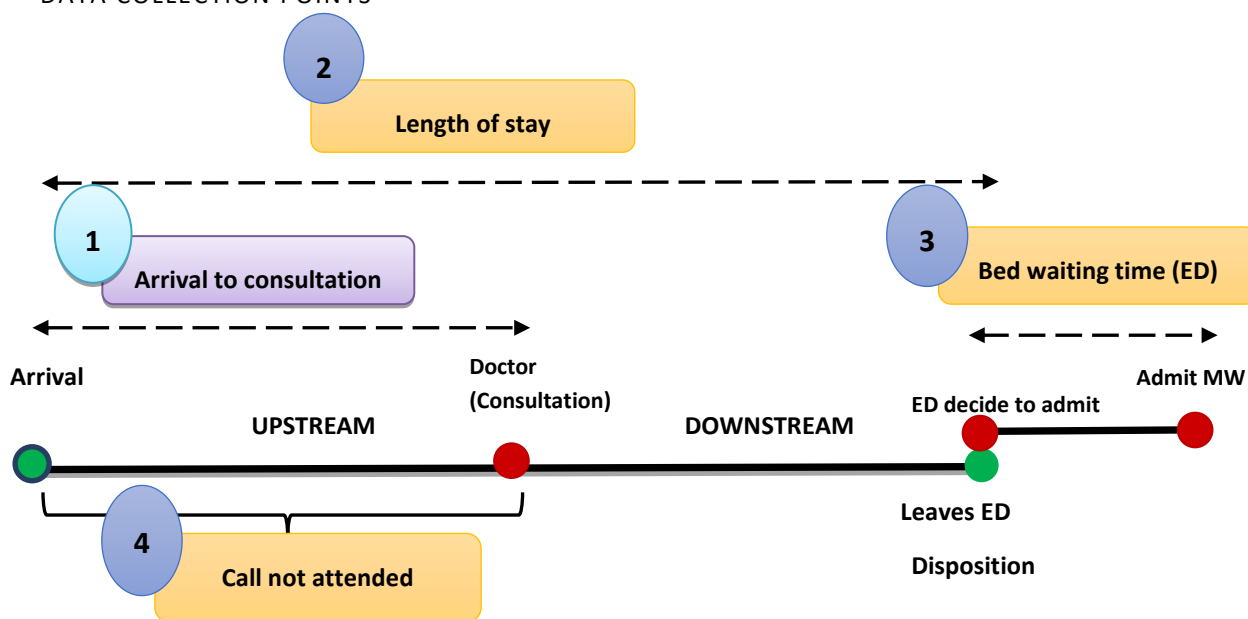 DATA COLLECTION POINTS
2
Length of stay
1
Arrival to consultation
3
Bed waiting time (ED)
Arrival
Doctor
(Consultation)
Admit MW
ED decide to admit
UPSTREAM
DOWNSTREAM
Leaves ED
Disposition
4
Call not attended